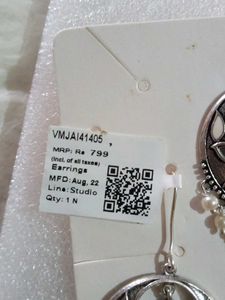 VMJAI41405
MRP: Rs 799
(Incl. of all taxes)
Earrings
MFD: Aug, 22
Line: Studio
Qty: 1 N